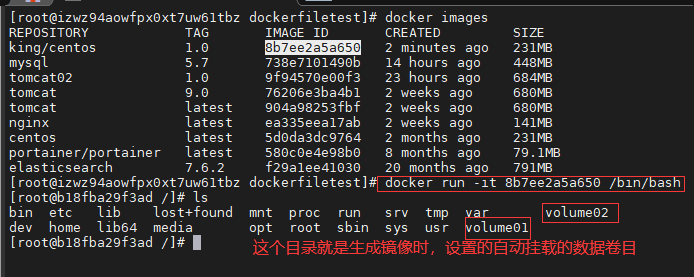 [root@izwz94aowfpx0xt7uw61tbz dockerfiletest]# docker images
REPOSITORY TAG IMAGE ID CREATED SIZE
king/centos 1.0 8b7ee2a5a650 2 minutes ago 231MB
mysql 5.7 738e7101490b 14 hours ago 448MB
tomcat02 1.0 9f94570e00f3 23 hours ago 684MB
tomcat 9.0 76206e3ba4b1 2 weeks ago 680MB
tomcat latest 904a98253fbf 2 weeks ago 680MB
nginx latest ea335eea17ab 2 weeks ago 141MB
centos latest 5d0da3dc9764 2 months ago 231MB
portainer/portainer latest 580c0e4e98b0 8 months ago 79.1MB
elasticsearch 7.6.2 f29a1ee41030 20 months ago 791MB
[root@izwz94aowfpx0xt7uw61tbz dockerfiletest]# docker run -it 8b7ee2a5a650 /bin/bash
[root@b18fba29f3ad /]# ls
bin etc lib lost+found mnt proc run srv tmp var volume02
dev home lib64 media opt root sbin sys usr volume01
[root@b18fba29f3ad /]#
这个目录就是生成镜像时，设置的自动挂载的数据卷目